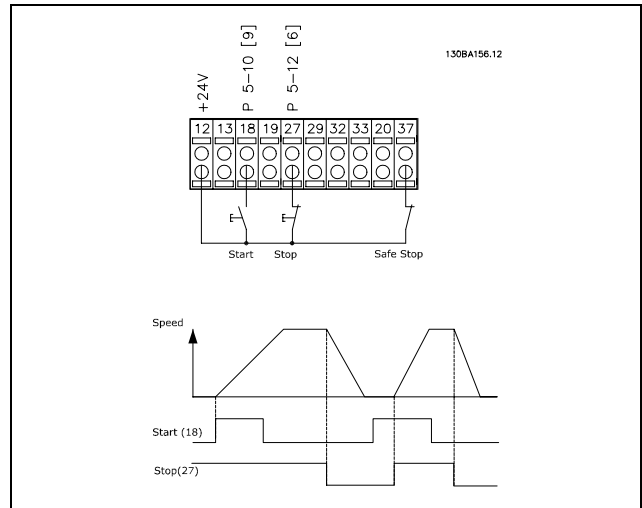 130BA156.12
+24V
P 5-10 [9]
P 5-12 [6]
12 13 18 19 27 29 32 33 20 37
Start Stop Safe Stop
Speed
Start (18)
Stop(27)